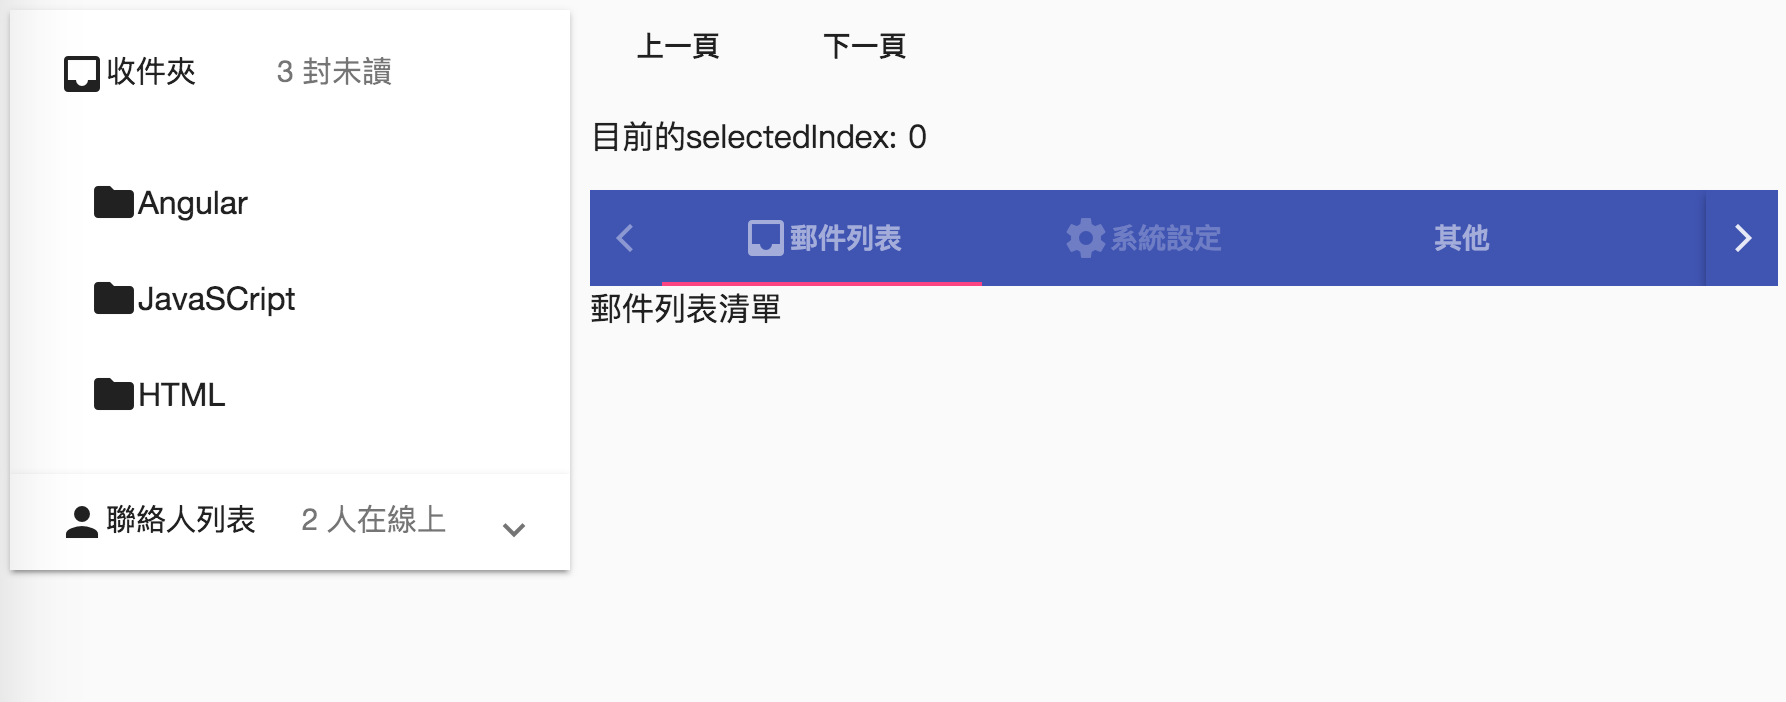 收件夾 3 封未讀
Angular
JavaSCript
HTML
聯絡人列表 2 人在線上
上一頁 下一頁
目前的selectedIndex: 0
郵件列表 系統設定 其他
郵件列表清單